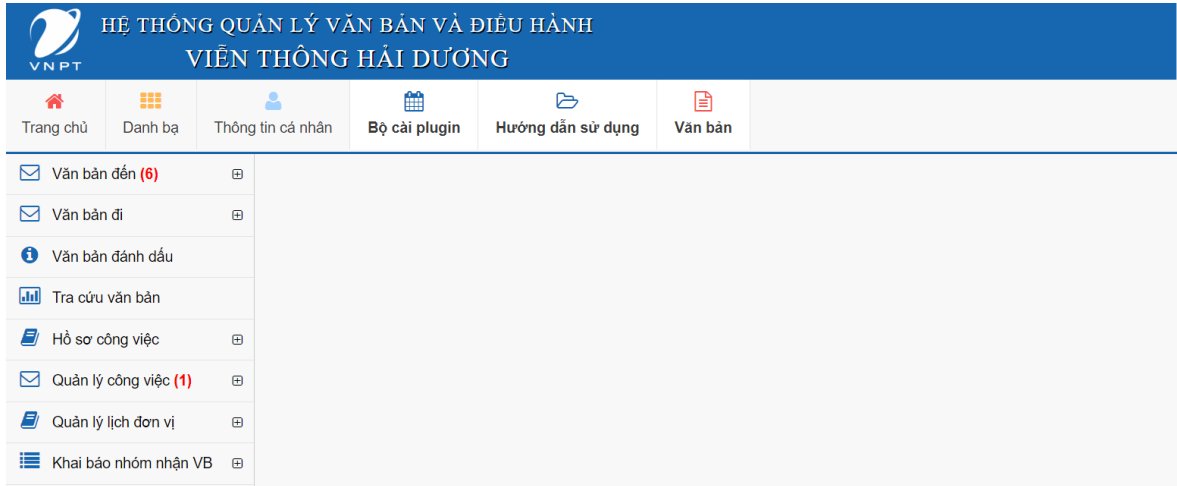 HỆ THỐNG QUẢN LÝ VĂN BẢN VÀ ĐIỀU HÀNH
VIỄN THÔNG HẢI DƯƠNG
VNPT
Trang chủ
Danh bạ
Thông tin cá nhân
Bộ cài plugin
Hướng dẫn sử dụng
Văn bản
Văn bản đến (6)
Văn bản đi
Văn bản đánh dấu
Tra cứu văn bản
Hồ sơ công việc
Quản lý công việc (1)
Quản lý lịch đơn vị
Khai báo nhóm nhận VB